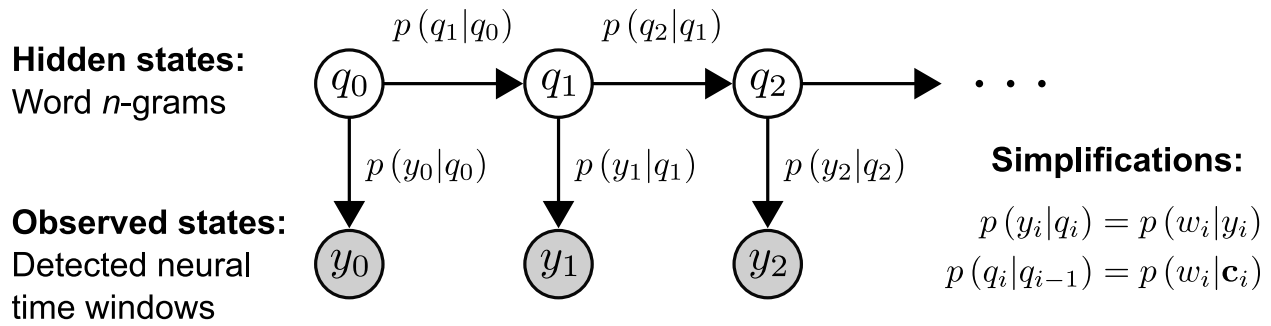 p (q₁|q₀) p (q₂|q₁)
Hidden states:
Word n-grams
q₀ q₁ q₂ · · ·
p (y₀|q₀) p (y₁|q₁) p (y₂|q₂)
Simplifications:
Observed states:
Detected neural
time windows
y₀ y₁ y₂
p (yᵢ|qᵢ) = p (wᵢ|yᵢ)
p (qᵢ|qᵢ₋₁) = p (wᵢ|𝐜ᵢ)